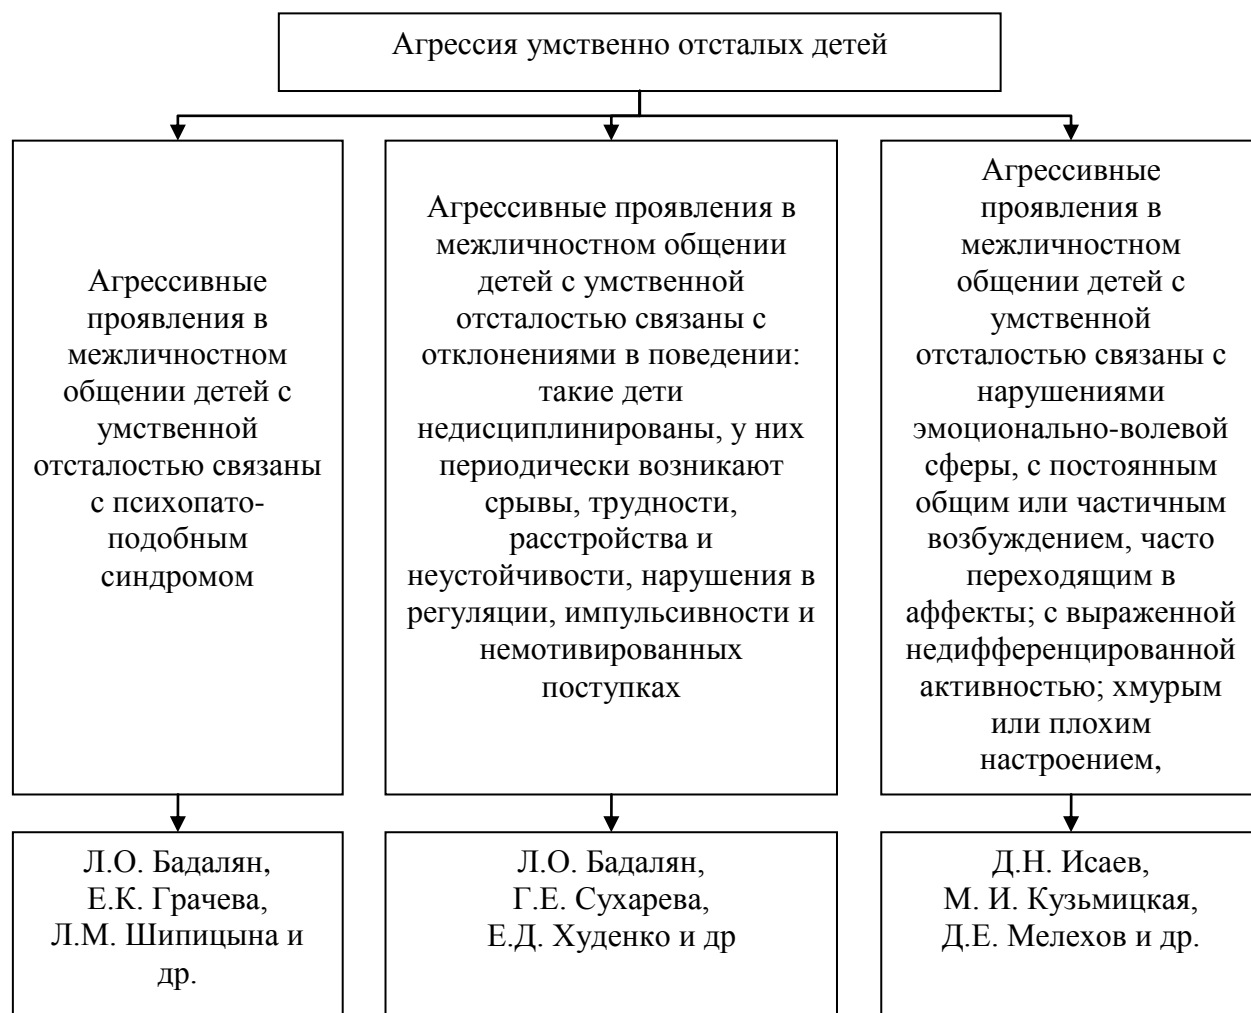 Агрессия умственно отсталых детей
Агрессивные
проявления в
межличностном
общении детей с
умственной
отсталостью связаны
с психопато-
подобным
синдромом
Агрессивные проявления в
межличностном общении
детей с умственной
отсталостью связаны с
отклонениями в поведении:
такие дети
недисциплинированы, у них
периодически возникают
срывы, трудности,
расстройства и
неустойчивости, нарушения в
регуляции, импульсивности и
немотивированных
поступках
Агрессивные
проявления в
межличностном
общении детей с
умственной
отсталостью связаны с
нарушениями
эмоционально-волевой
сферы, с постоянным
общим или частичным
возбуждением, часто
переходящим в
аффекты; с выраженной
недифференцированной
активностью; хмурым
или плохим
настроением,
Л.О. Бадалян,
Е.К. Грачева,
Л.М. Шипицына и
др.
Л.О. Бадалян,
Г.Е. Сухарева,
Е.Д. Худенко и др
Д.Н. Исаев,
М. И. Кузьмицкая,
Д.Е. Мелехов и др.